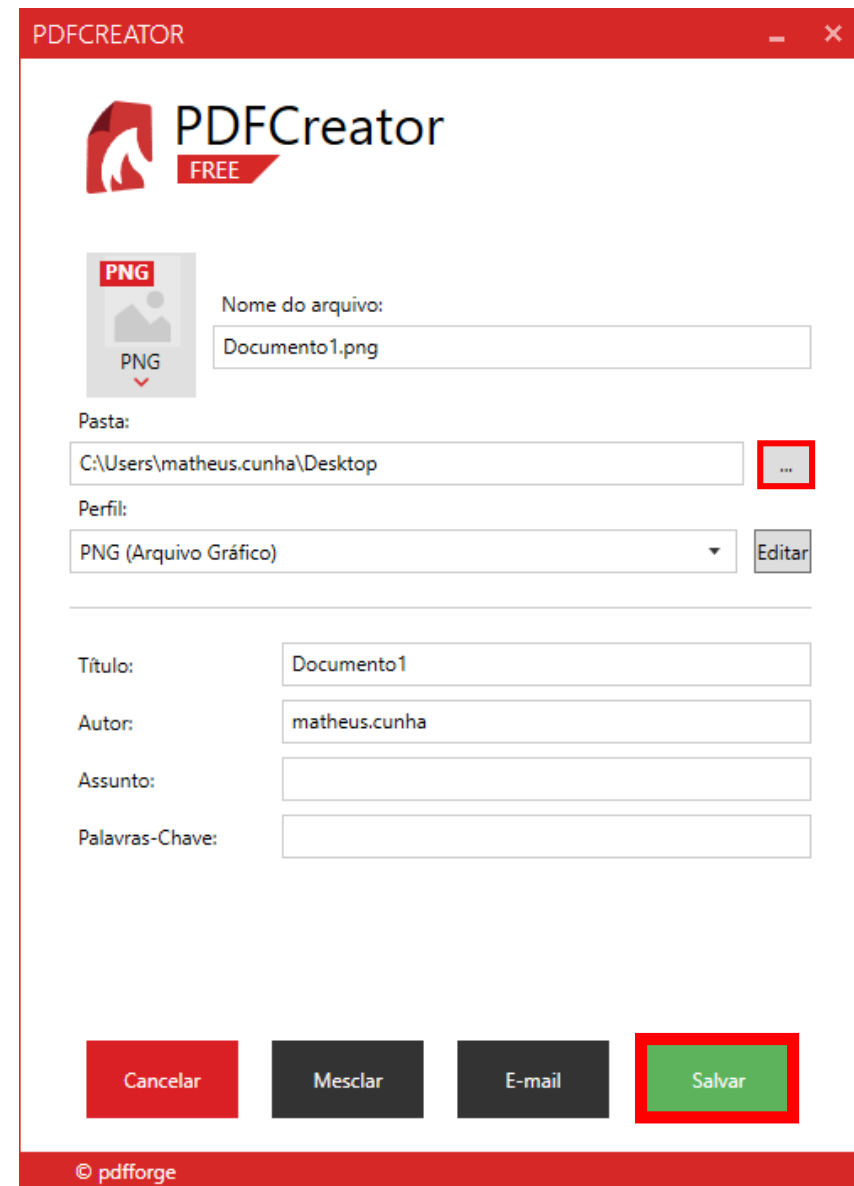 PDFCREATOR
PDFCreator
FREE
PNG
PNG
Nome do arquivo:
Documento1.png
Pasta:
C:\Users\matheus.cunha\Desktop
...
Perfil:
PNG (Arquivo Gráfico)
Editar
Título:
Documento1
Autor:
matheus.cunha
Assunto:
Palavras-Chave:
Cancelar
Mesclar
E-mail
Salvar
© pdfforge